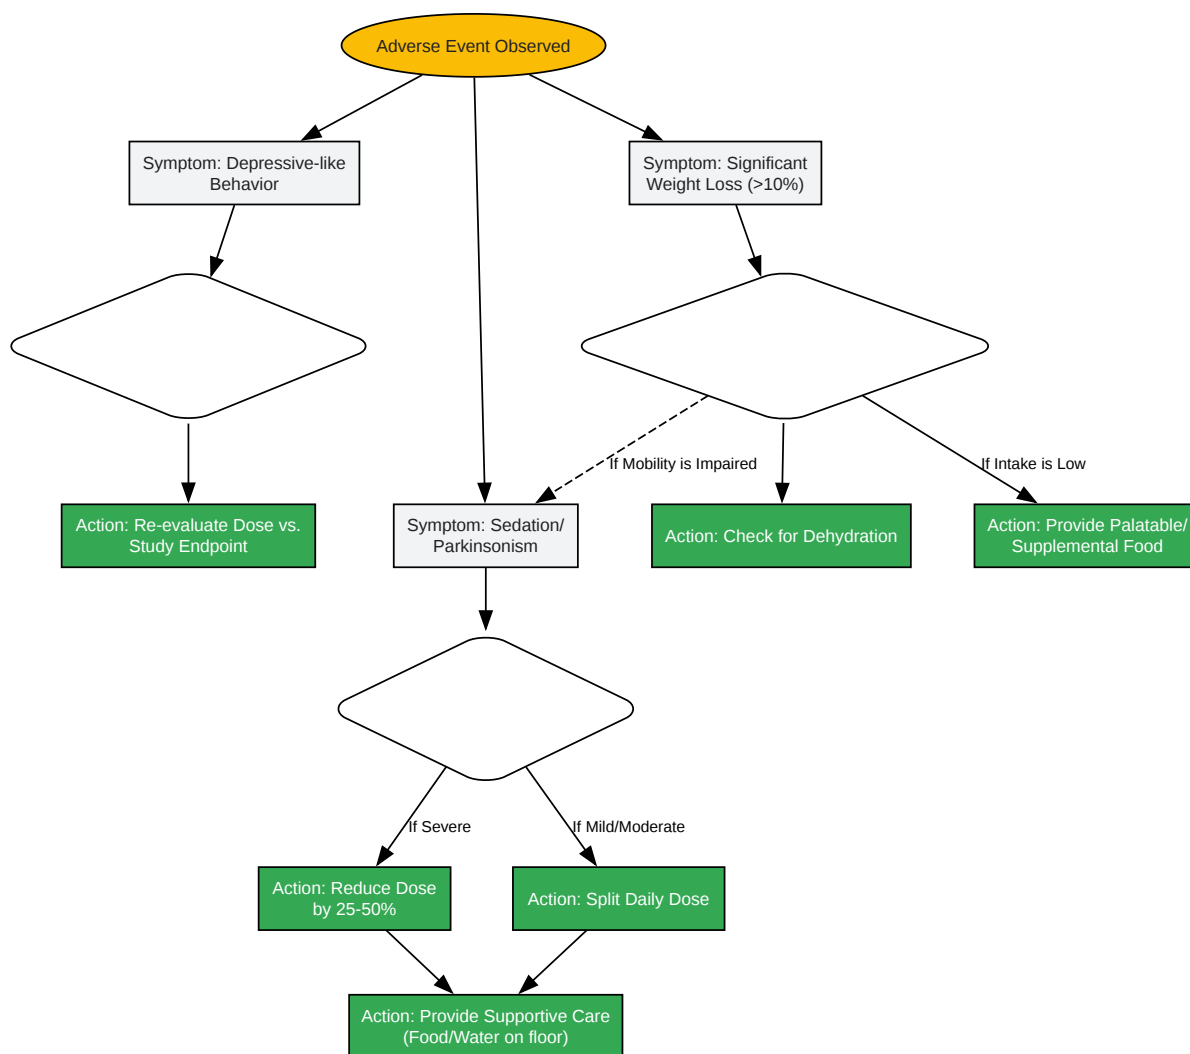 Adverse Event Observed
Symptom: Depressive-like
Behavior
Symptom: Significant
Weight Loss (>10%)
If Mobility is Impaired
If Intake is Low
Action: Re-evaluate Dose vs.
Study Endpoint
Symptom: Sedation/
Parkinsonism
Action: Check for Dehydration
Action: Provide Palatable/
Supplemental Food
If Severe
If Mild/Moderate
Action: Reduce Dose
by 25-50%
Action: Split Daily Dose
Action: Provide Supportive Care
(Food/Water on floor)